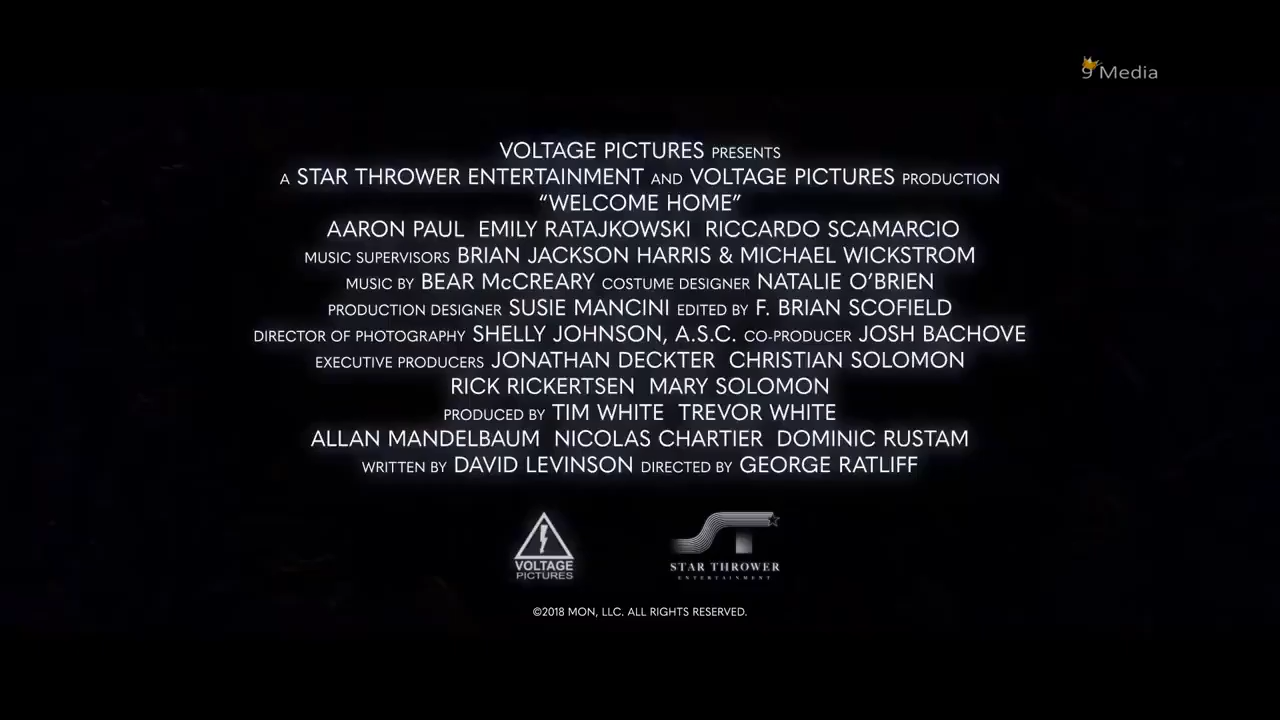 9 Media
VOLTAGE PICTURES PRESENTS
A STAR THROWER ENTERTAINMENT AND VOLTAGE PICTURES PRODUCTION
“WELCOME HOME”
AARON PAUL EMILY RATAJKOWSKI RICCARDO SCAMARCIO
MUSIC SUPERVISORS BRIAN JACKSON HARRIS & MICHAEL WICKSTROM
MUSIC BY BEAR McCREARY COSTUME DESIGNER NATALIE O’BRIEN
PRODUCTION DESIGNER SUSIE MANCINI EDITED BY F. BRIAN SCOFIELD
DIRECTOR OF PHOTOGRAPHY SHELLY JOHNSON, A.S.C. CO-PRODUCER JOSH BACHOVE
EXECUTIVE PRODUCERS JONATHAN DECKTER CHRISTIAN SOLOMON
RICK RICKERTSEN MARY SOLOMON
PRODUCED BY TIM WHITE TREVOR WHITE
ALLAN MANDELBAUM NICOLAS CHARTIER DOMINIC RUSTAM
WRITTEN BY DAVID LEVINSON DIRECTED BY GEORGE RATLIFF
VOLTAGE
PICTURES
STAR THROWER
ENTERTAINMENT
©2018 MON, LLC. ALL RIGHTS RESERVED.